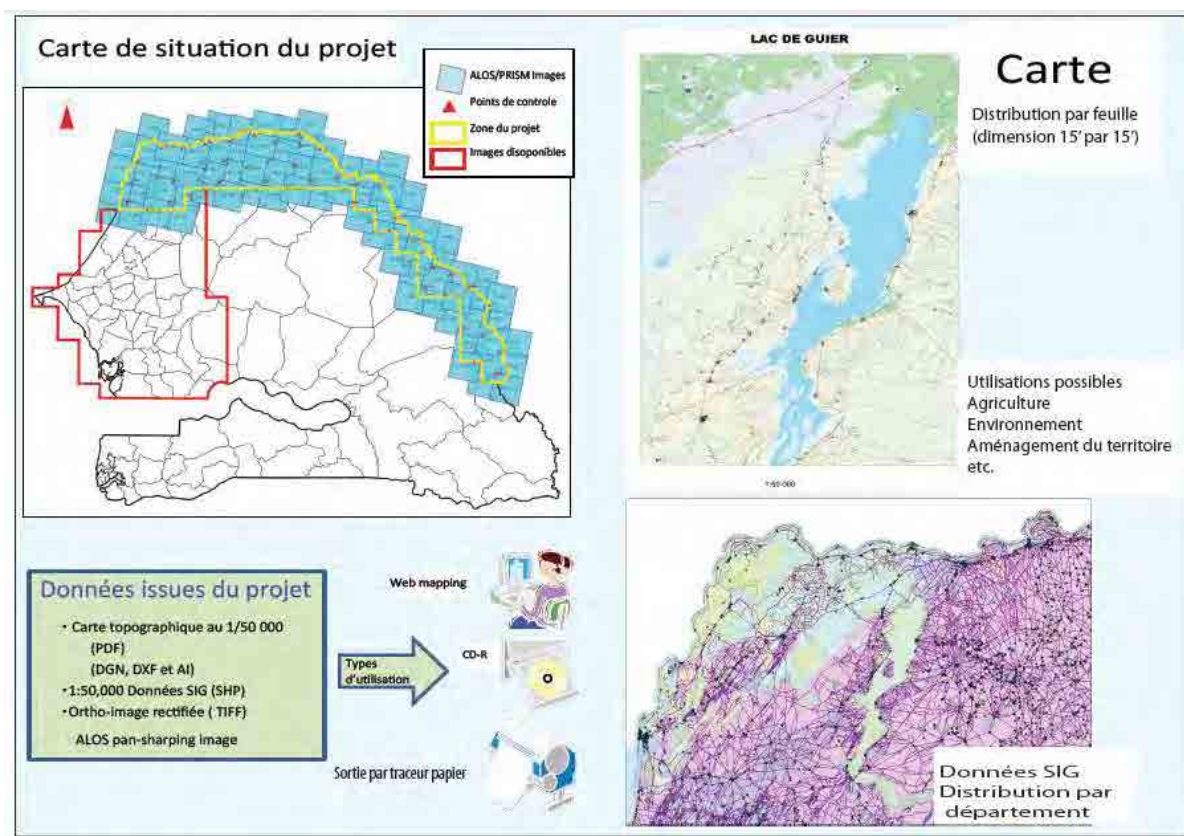 Carte de situation du projet
ALOS/PRISM Images
Points de controle
Zone du projet
Images disoponibles
LAC DE GUIER
1:50 000
Carte
Distribution par feuille
(dimension 15' par 15')
Utilisations possibles
Agriculture
Environnement
Aménagement du territoire
etc.
Données issues du projet
• Carte topographique au 1/50 000
(PDF)
(DGN, DXF et AI)
• 1:50,000 Données SIG (SHP)
• Ortho-image rectifiée ( TIFF)
ALOS pan-sharping image
Types
d'utilisation
Web mapping
CD-R
Sortie par traceur papier
Données SIG
Distribution par
département